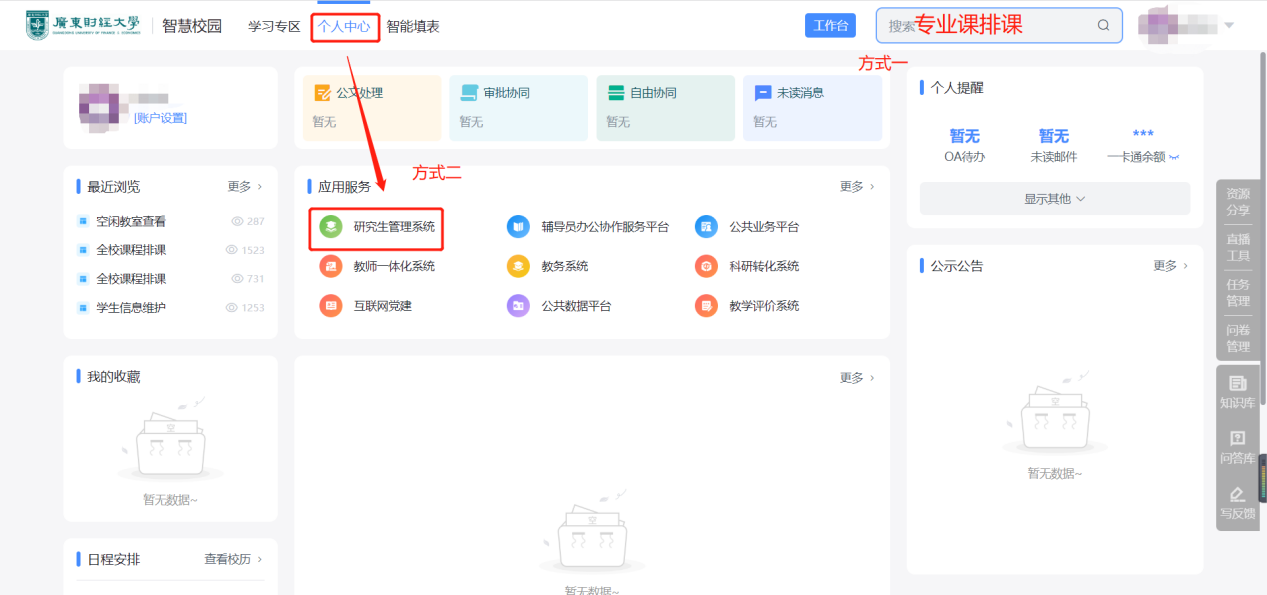 廣東财經大學
智慧校园
学习专区
个人中心
智能填表
工作台
搜索
专业课排课
方式一
[账户设置]
公文处理
暂无
审批协同
暂无
自由协同
暂无
未读消息
暂无
个人提醒
暂无
OA待办
暂无
未读邮件
***
一卡通余额
显示其他
方式二
最近浏览
更多
空闲教室查看
287
全校课程排课
1523
全校课程排课
731
学生信息维护
1253
应用服务
更多
研究生管理系统
辅导员办公协作服务平台
公共业务平台
教师一体化系统
教务系统
科研转化系统
互联网党建
公共数据平台
教学评价系统
公示公告
更多
空
暂无数据~
我的收藏
空
暂无数据~
更多
空
暂无数据~
日程安排
查看校历
资源
分享
直播
工具
任务
管理
问卷
管理
知识库
问答库
写反馈